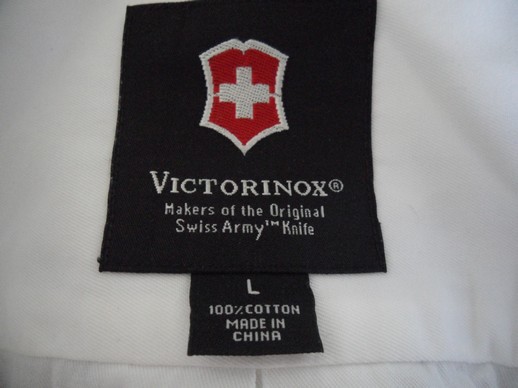 VICTORINOX®
Makers of the Original
Swiss Army™ Knife
L
100% COTTON
MADE IN
CHINA